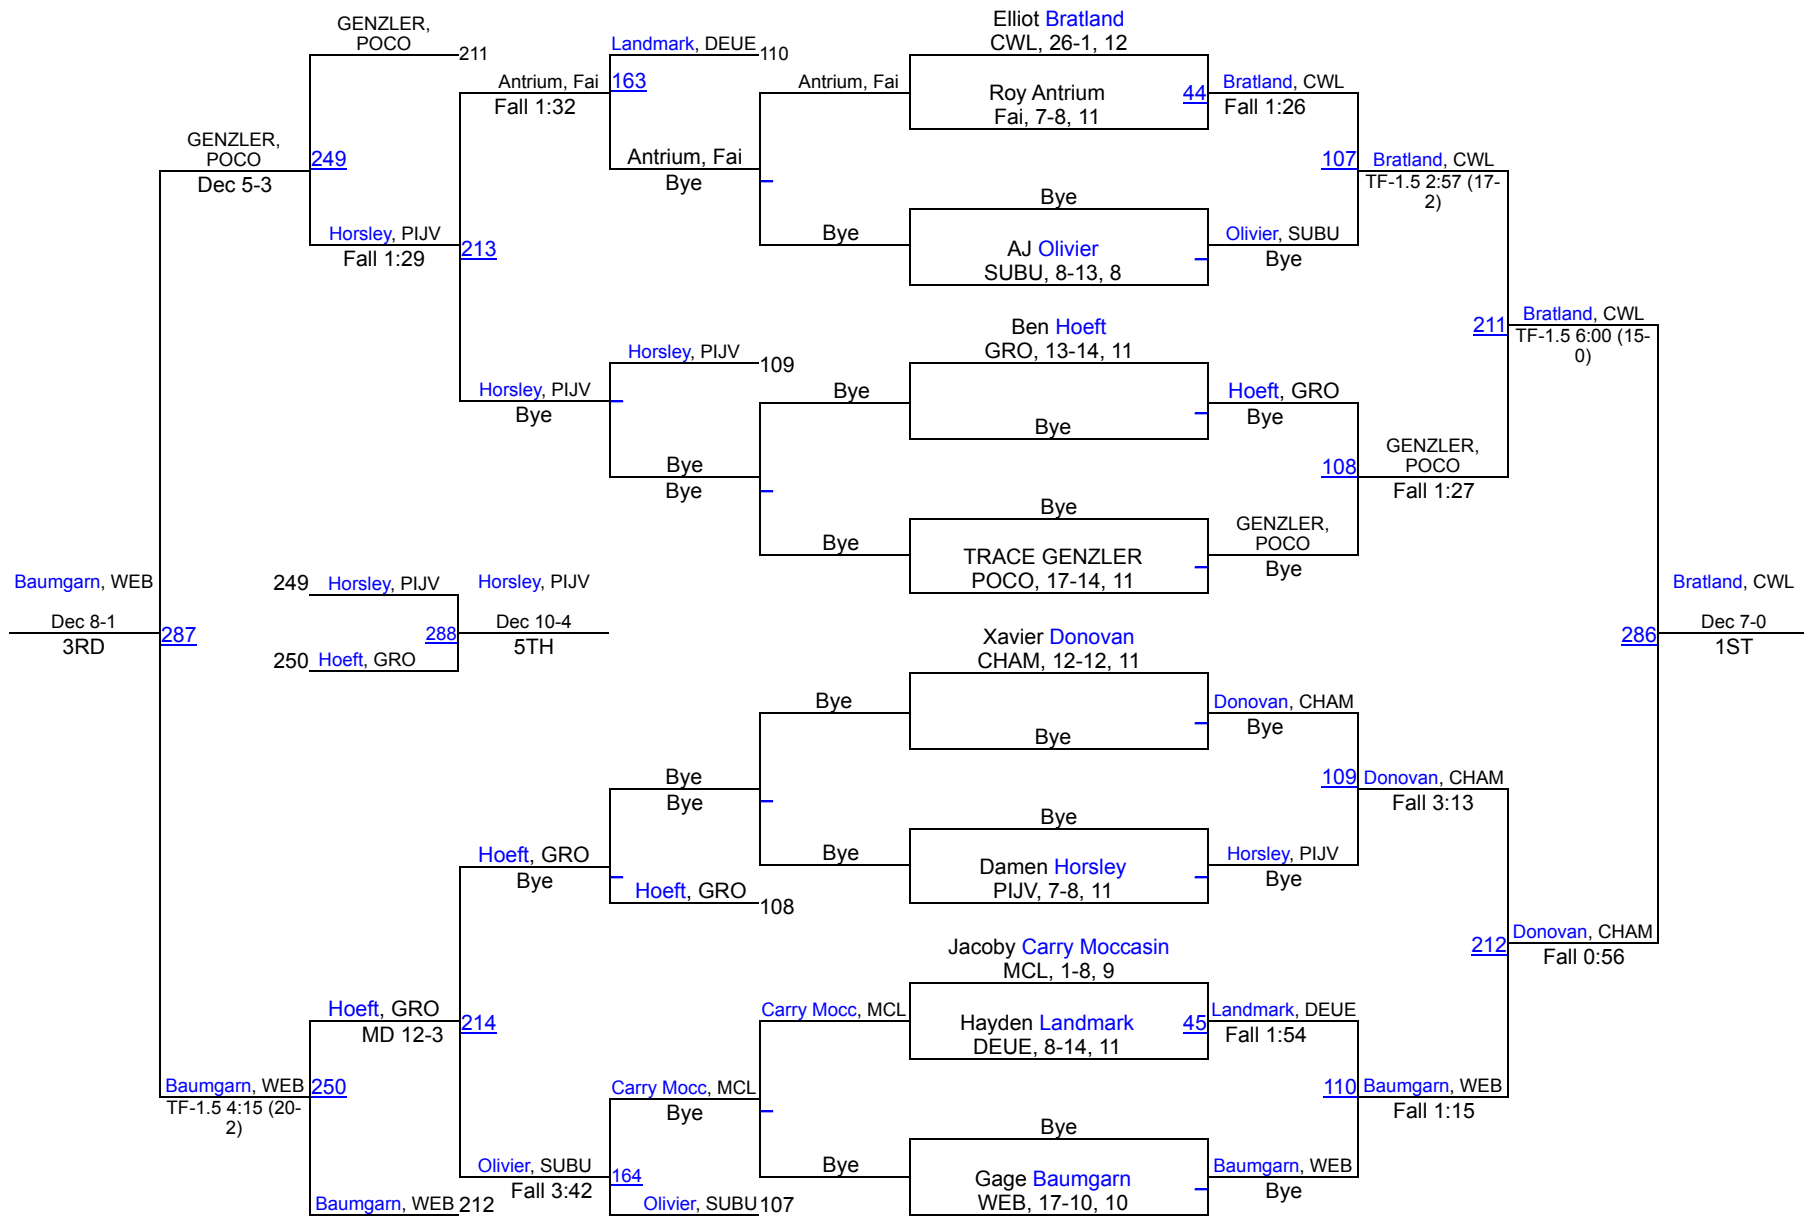 GENZLER,
POCO
211
GENZLER,
POCO
Dec 5-3
249
Horsley, PIJV
Fall 1:29
213
Antrium, Fai
Fall 1:32
163
Landmark, DEUE
110
Antrium, Fai
Bye
Antrium, Fai
Bye
Horsley, PIJV
Bye
Horsley, PIJV
109
Bye
Bye
Bye
Bye
Elliot Bratland
CWL, 26-1, 12
Roy Antrium
Fai, 7-8, 11
44
Bye
AJ Olivier
SUBU, 8-13, 8
Ben Hoeft
GRO, 13-14, 11
Bye
Bye
TRACE GENZLER
POCO, 17-14, 11
Bratland, CWL
Fall 1:26
107
Olivier, SUBU
Bye
Hoeft, GRO
Bye
108
GENZLER,
POCO
Bye
Bratland, CWL
TF-1.5 2:57 (17-
2)
211
GENZLER,
POCO
Fall 1:27
Bratland, CWL
TF-1.5 6:00 (15-
0)
Baumgarn, WEB
Dec 8-1
3RD
287
249
Horsley, PIJV
288
250
Hoeft, GRO
Horsley, PIJV
Dec 10-4
5TH
286
Bratland, CWL
Dec 7-0
1ST
Xavier Donovan
CHAM, 12-12, 11
Bye
Bye
Damen Horsley
PIJV, 7-8, 11
Jacoby Carry Moccasin
MCL, 1-8, 9
Hayden Landmark
DEUE, 8-14, 11
45
Bye
Gage Baumgarn
WEB, 17-10, 10
Donovan, CHAM
Bye
109
Horsley, PIJV
Bye
Landmark, DEUE
Fall 1:54
110
Baumgarn, WEB
Bye
Donovan, CHAM
Fall 3:13
212
Baumgarn, WEB
Fall 1:15
Donovan, CHAM
Fall 0:56
Bye
Bye
Bye
Bye
Hoeft, GRO
Bye
Hoeft, GRO
108
Hoeft, GRO
MD 12-3
214
Carry Mocc, MCL
Carry Mocc, MCL
Bye
Bye
Baumgarn, WEB
TF-1.5 4:15 (20-
2)
250
Olivier, SUBU
Fall 3:42
164
Olivier, SUBU
107
Baumgarn, WEB
212